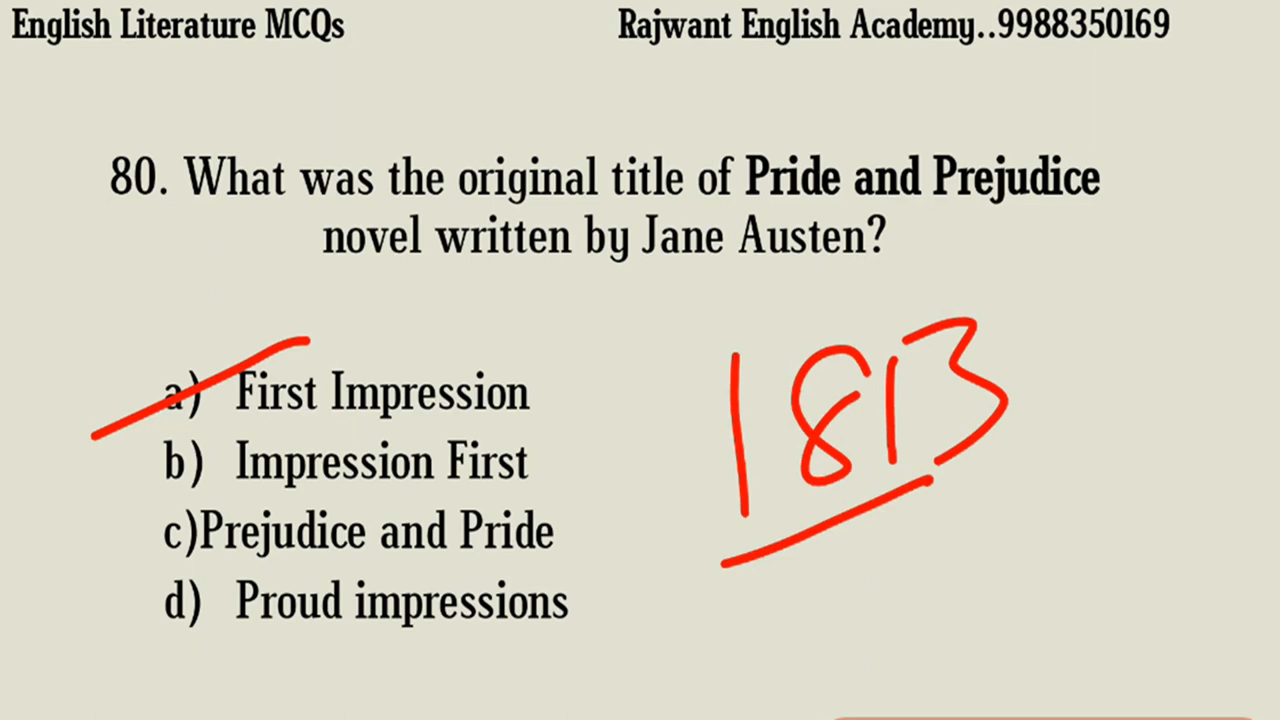 English Literature MCQs
Rajwant English Academy..9988350169
80. What was the original title of Pride and Prejudice
novel written by Jane Austen?
a) First Impression
b) Impression First
c)Prejudice and Pride
d) Proud impressions
1813